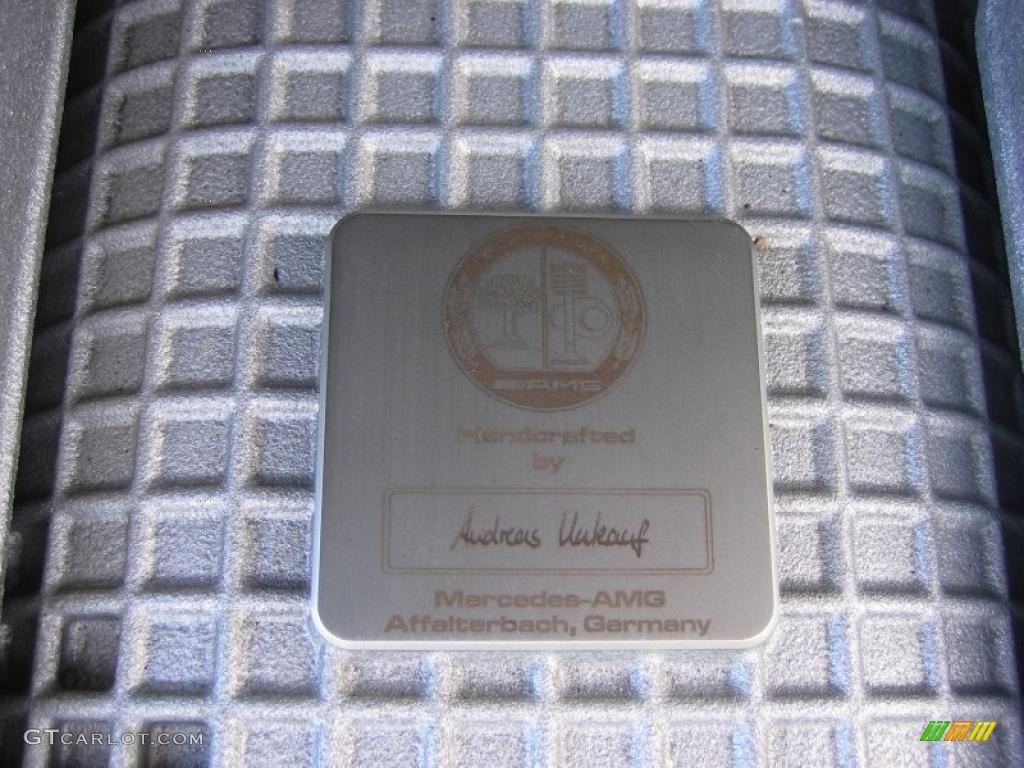 AMG
Handcrafted
by
Andreas Unkauf
Mercedes-AMG
Affalterbach, Germany
GTCARLOT.COM